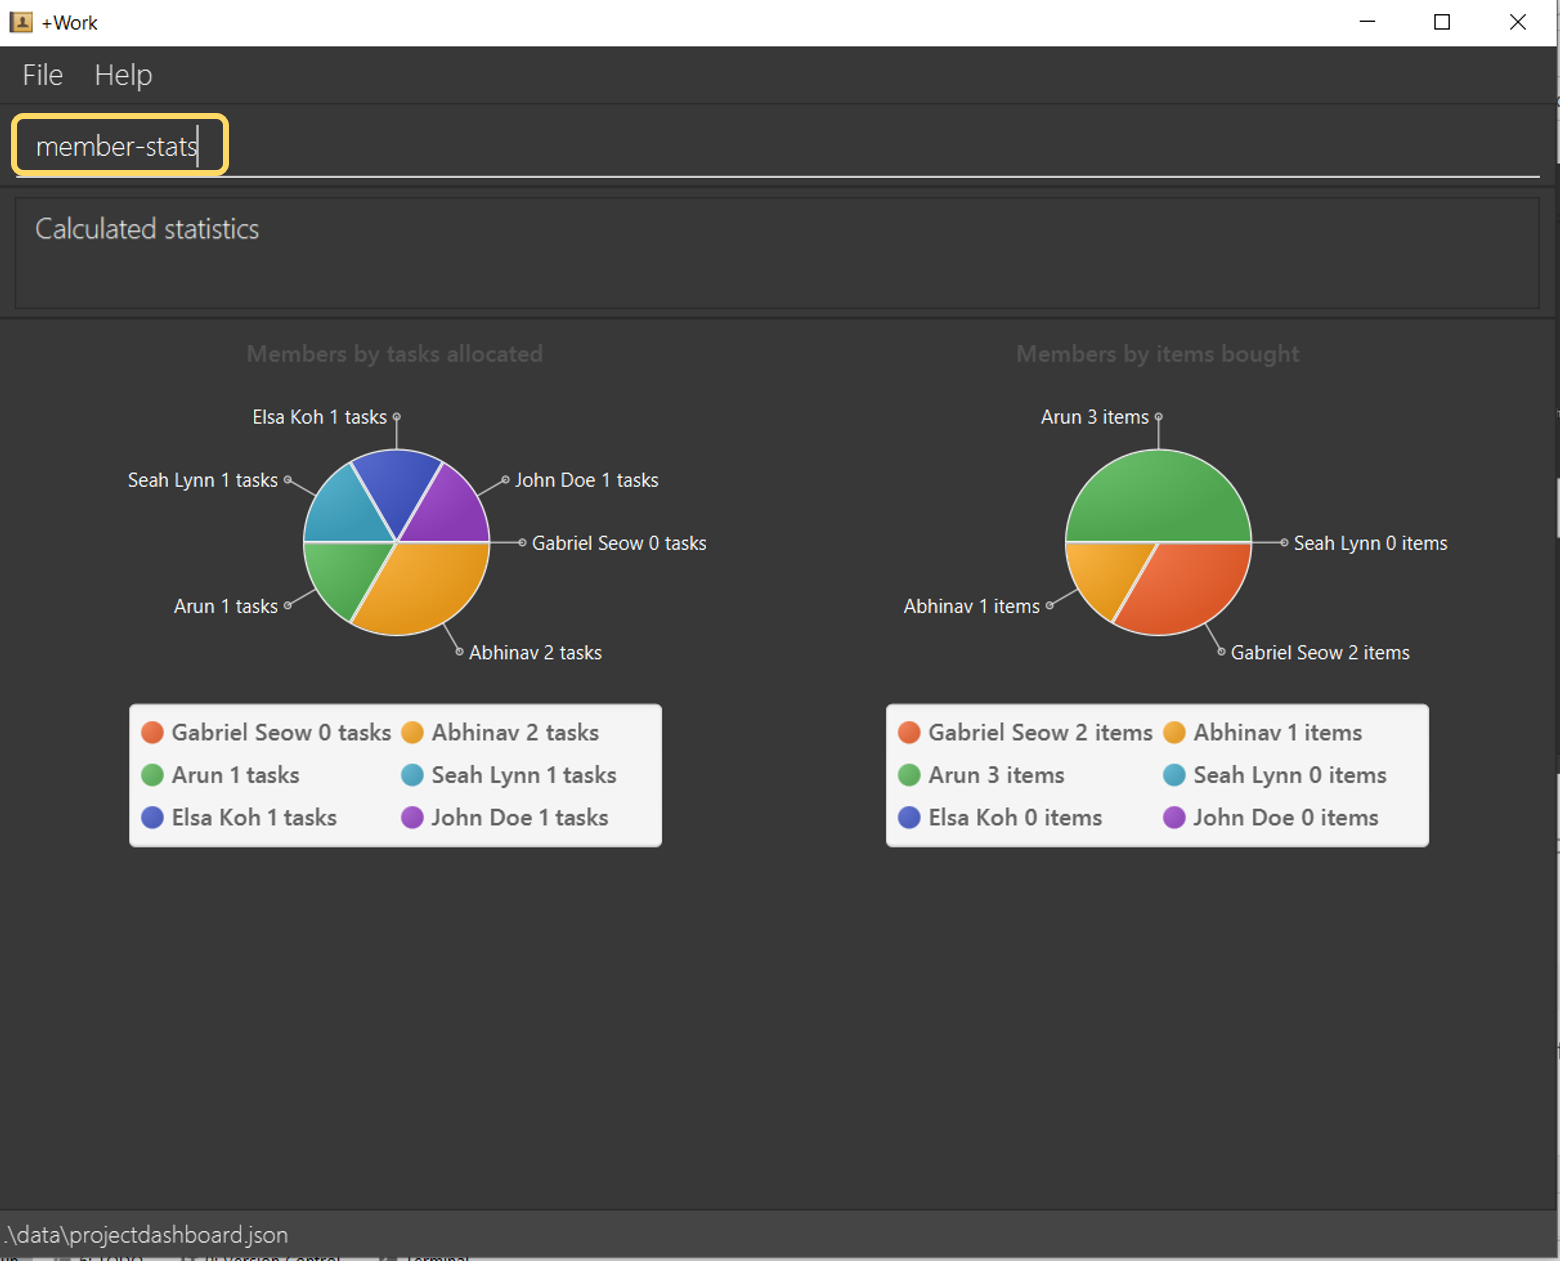 +Work
File Help
member-stats
Calculated statistics
Members by tasks allocated
Elsa Koh 1 tasks
Seah Lynn 1 tasks
John Doe 1 tasks
Gabriel Seow 0 tasks
Arun 1 tasks
Abhinav 2 tasks
Gabriel Seow 0 tasks Abhinav 2 tasks
Arun 1 tasks Seah Lynn 1 tasks
Elsa Koh 1 tasks John Doe 1 tasks
Members by items bought
Arun 3 items
Seah Lynn 0 items
Abhinav 1 items
Gabriel Seow 2 items
Gabriel Seow 2 items Abhinav 1 items
Arun 3 items Seah Lynn 0 items
Elsa Koh 0 items John Doe 0 items
.\data\projectdashboard.json